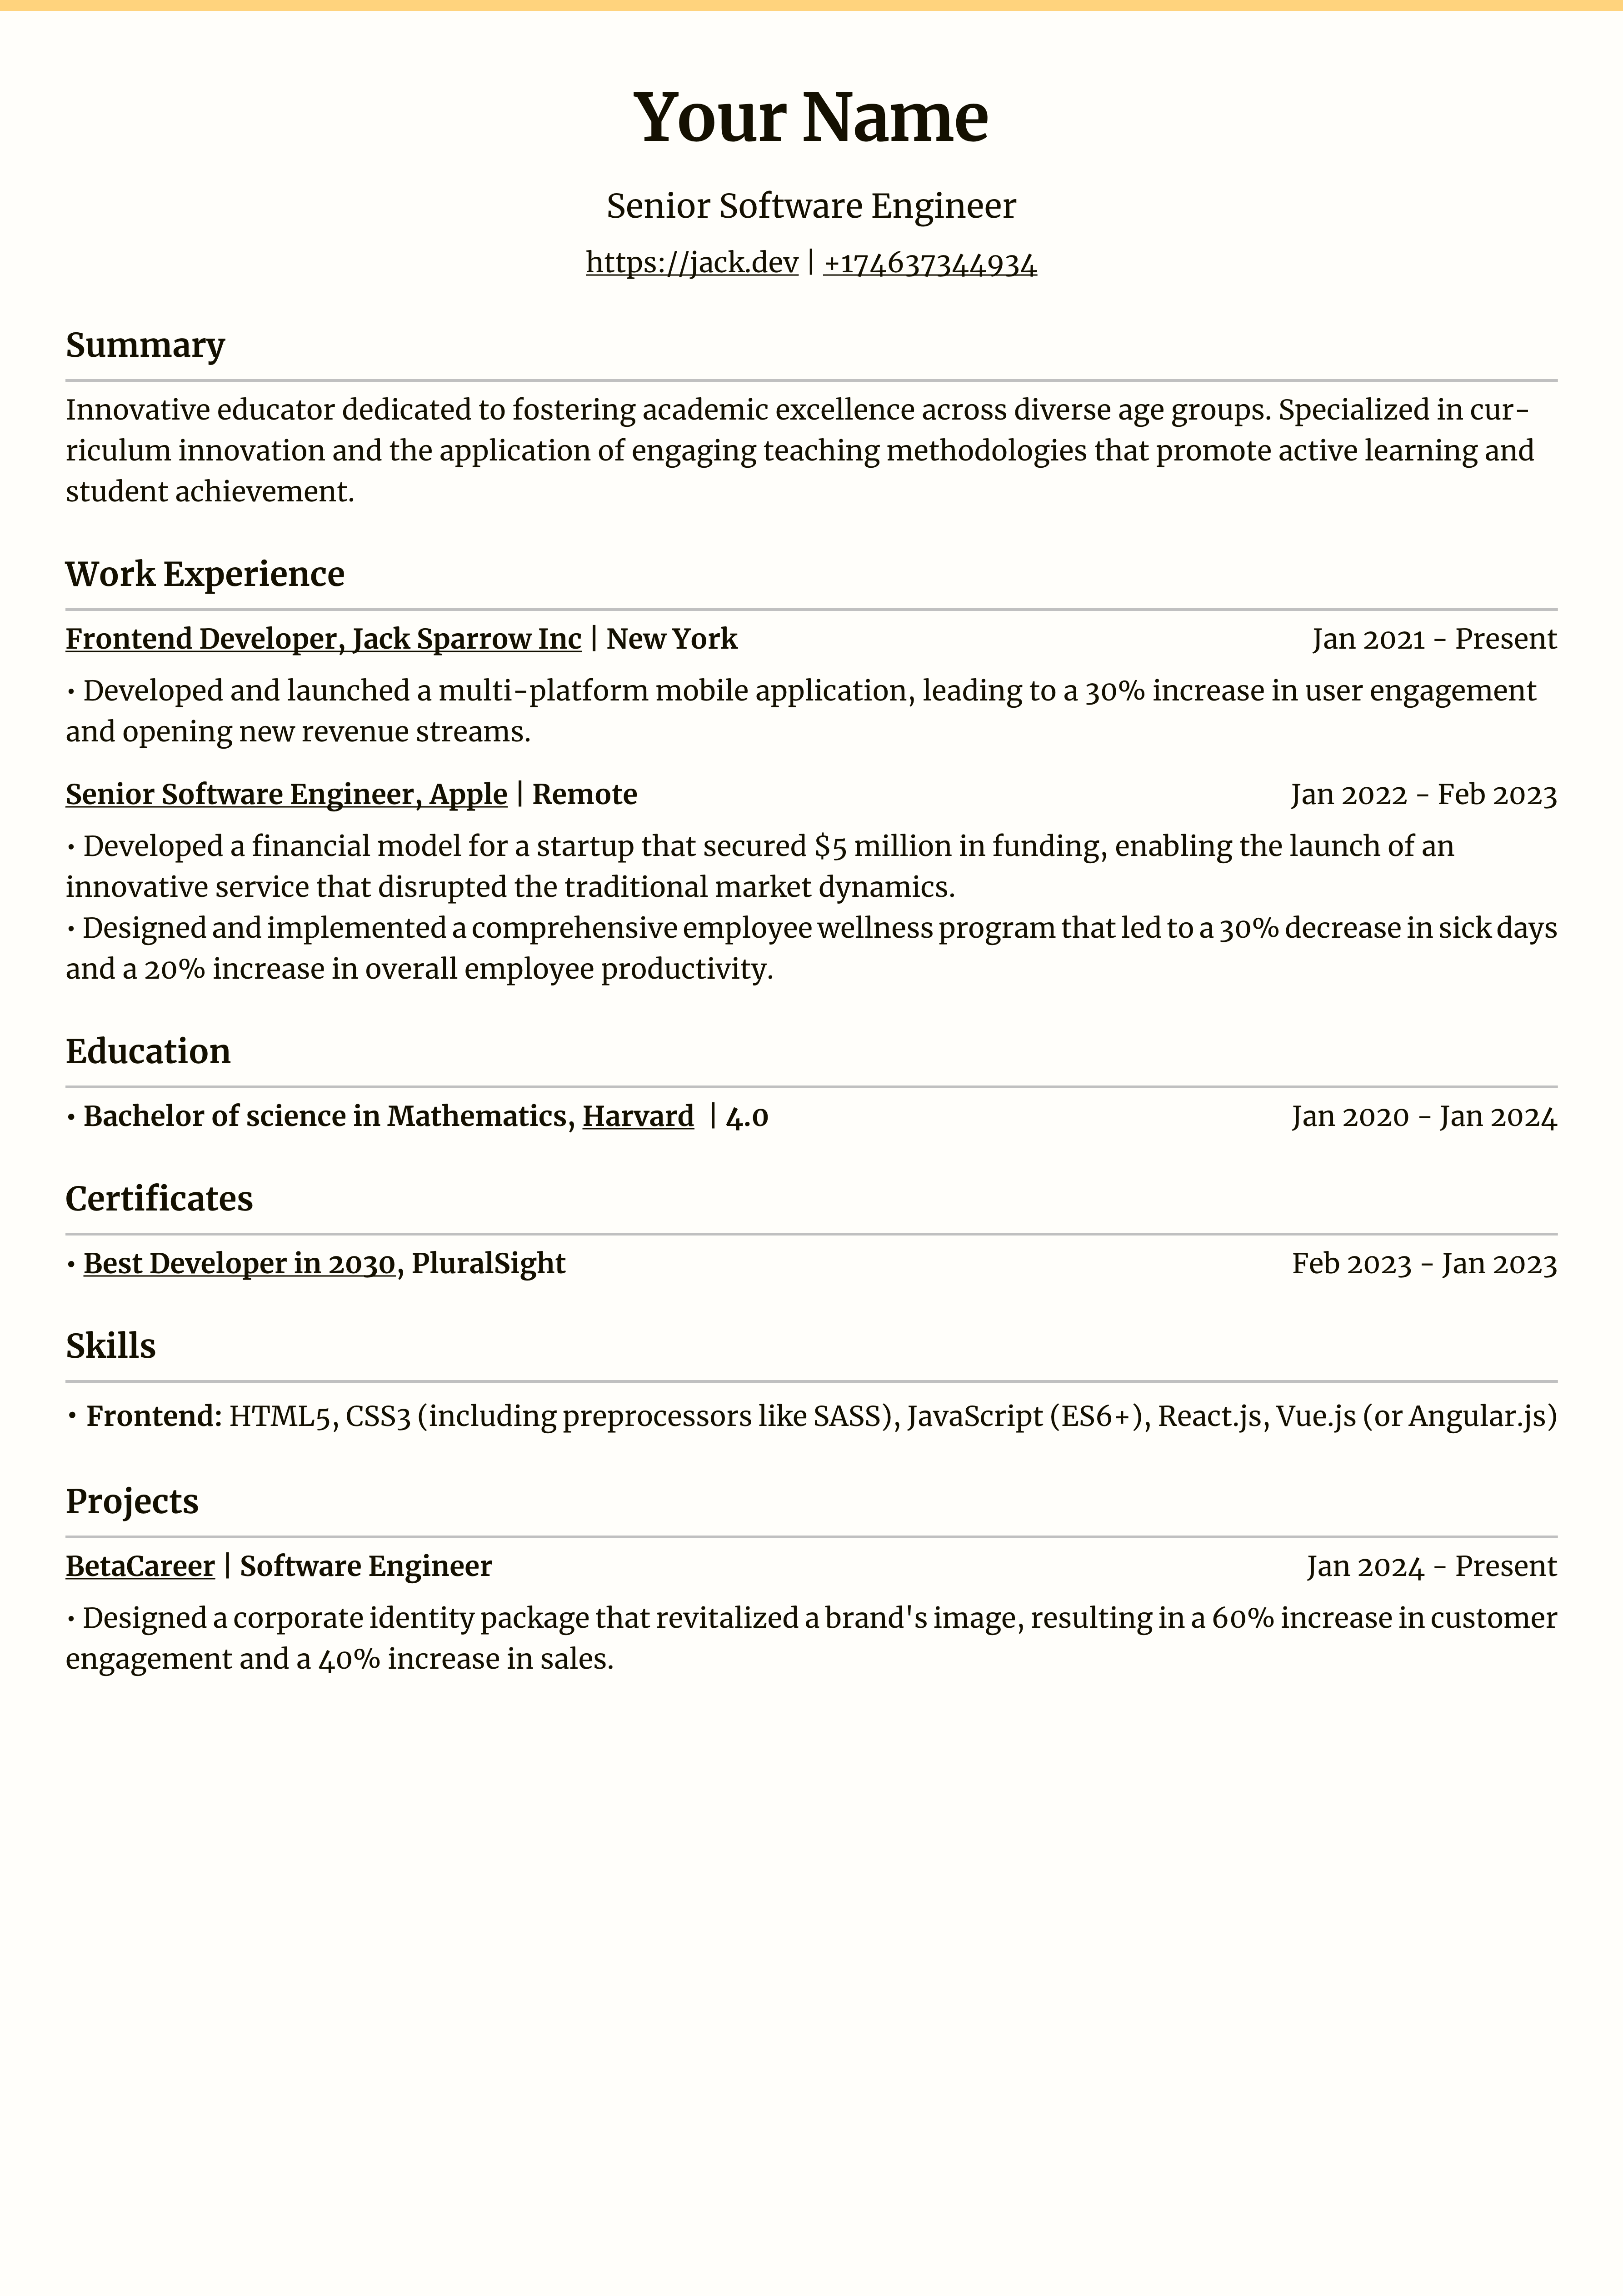 Your Name
Senior Software Engineer
https://jack.dev | +174637344934
Summary
Innovative educator dedicated to fostering academic excellence across diverse age groups. Specialized in cur-
riculum innovation and the application of engaging teaching methodologies that promote active learning and
student achievement.
Work Experience
Frontend Developer, Jack Sparrow Inc | New York Jan 2021 - Present
• Developed and launched a multi-platform mobile application, leading to a 30% increase in user engagement
and opening new revenue streams.
Senior Software Engineer, Apple | Remote Jan 2022 - Feb 2023
• Developed a financial model for a startup that secured $5 million in funding, enabling the launch of an
innovative service that disrupted the traditional market dynamics.
• Designed and implemented a comprehensive employee wellness program that led to a 30% decrease in sick days
and a 20% increase in overall employee productivity.
Education
• Bachelor of science in Mathematics, Harvard | 4.0 Jan 2020 - Jan 2024
Certificates
• Best Developer in 2030, PluralSight Feb 2023 - Jan 2023
Skills
• Frontend: HTML5, CSS3 (including preprocessors like SASS), JavaScript (ES6+), React.js, Vue.js (or Angular.js)
Projects
BetaCareer | Software Engineer Jan 2024 - Present
• Designed a corporate identity package that revitalized a brand's image, resulting in a 60% increase in customer
engagement and a 40% increase in sales.